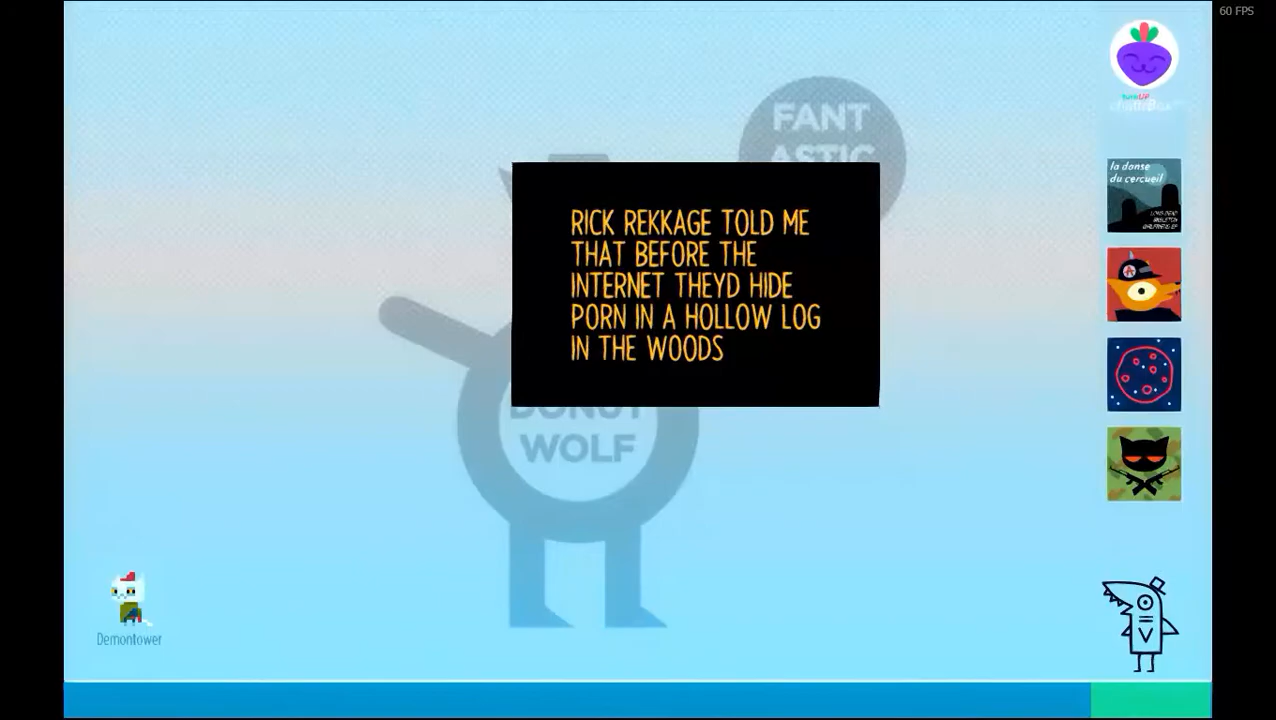 60 FPS
FANT
ASTIC
RICK REKKAGE TOLD ME
THAT BEFORE THE
INTERNET THEYD HIDE
PORN IN A HOLLOW LOG
IN THE WOODS
DONUT
WOLF
la danse
du cercueil
Demontower